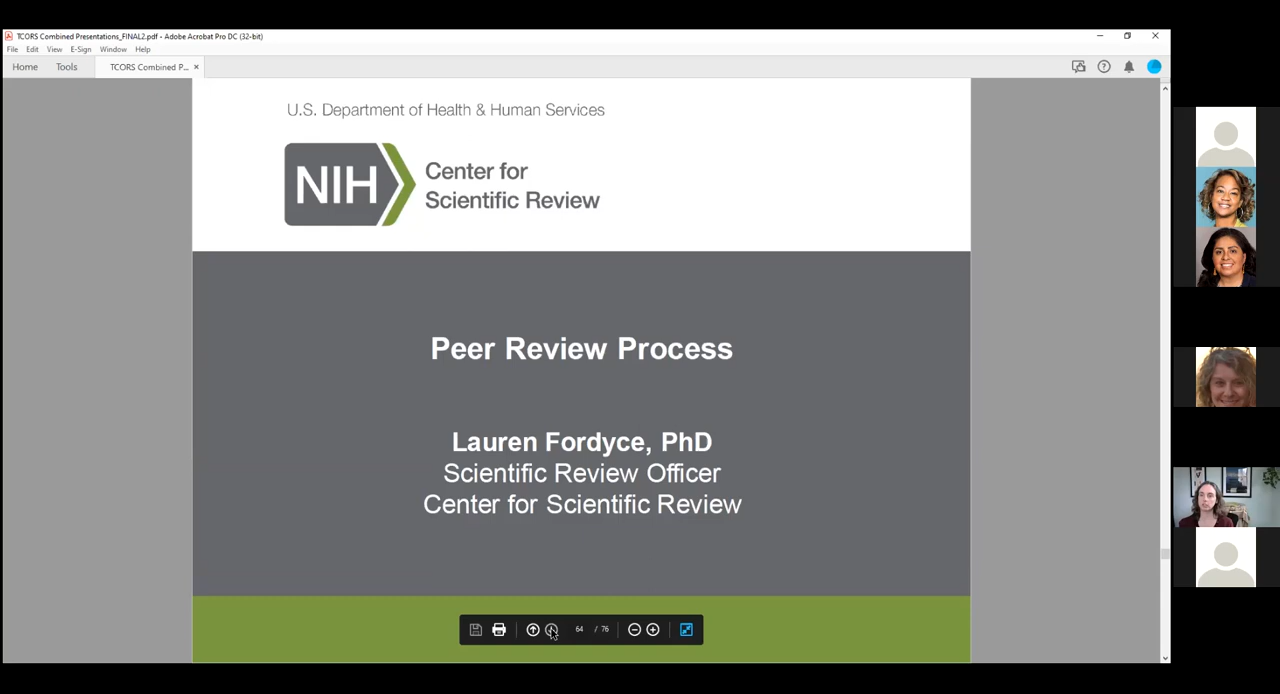 TCORS Combined Presentations_FINAL2.pdf - Adobe Acrobat Pro DC (32-bit)
File Edit View E-Sign Window Help
Home Tools TCORS Combined P... ×
U.S. Department of Health & Human Services
NIH
Center for
Scientific Review
Peer Review Process
Lauren Fordyce, PhD
Scientific Review Officer
Center for Scientific Review
64 / 76